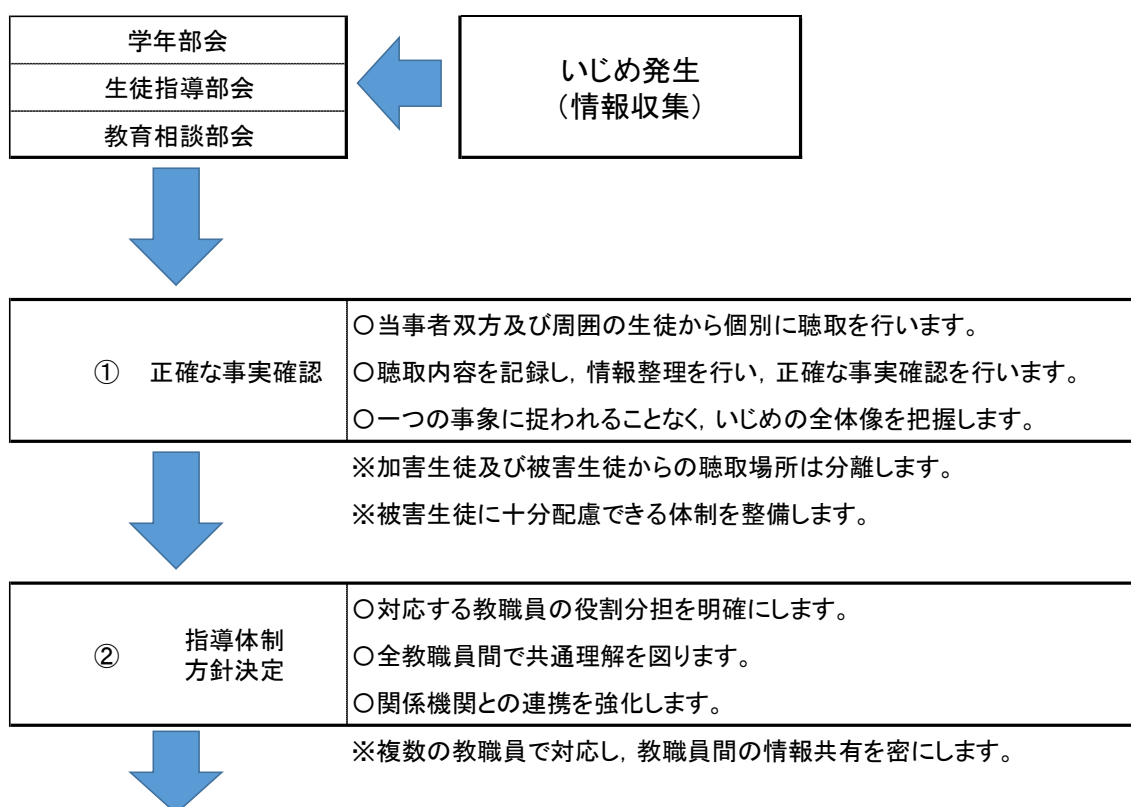 学年部会
生徒指導部会
教育相談部会
いじめ発生
（情報収集）
① 正確な事実確認
○当事者双方及び周囲の生徒から個別に聴取を行います。
○聴取内容を記録し，情報整理を行い，正確な事実確認を行います。
○一つの事象に捉われることなく，いじめの全体像を把握します。
※加害生徒及び被害生徒からの聴取場所は分離します。
※被害生徒に十分配慮できる体制を整備します。
② 指導体制
方針決定
○対応する教職員の役割分担を明確にします。
○全教職員間で共通理解を図ります。
○関係機関との連携を強化します。
※複数の教職員で対応し，教職員間の情報共有を密にします。